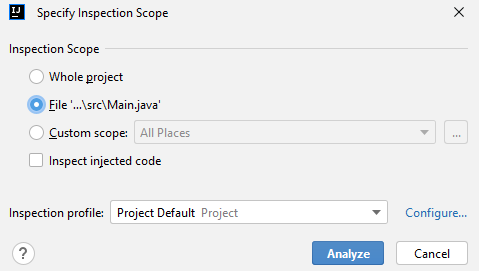 IJ Specify Inspection Scope
Inspection Scope
Whole project
File '...\src\Main.java'
Custom scope: All Places ...
Inspect injected code
Inspection profile: Project Default Project Configure...
? Analyze Cancel